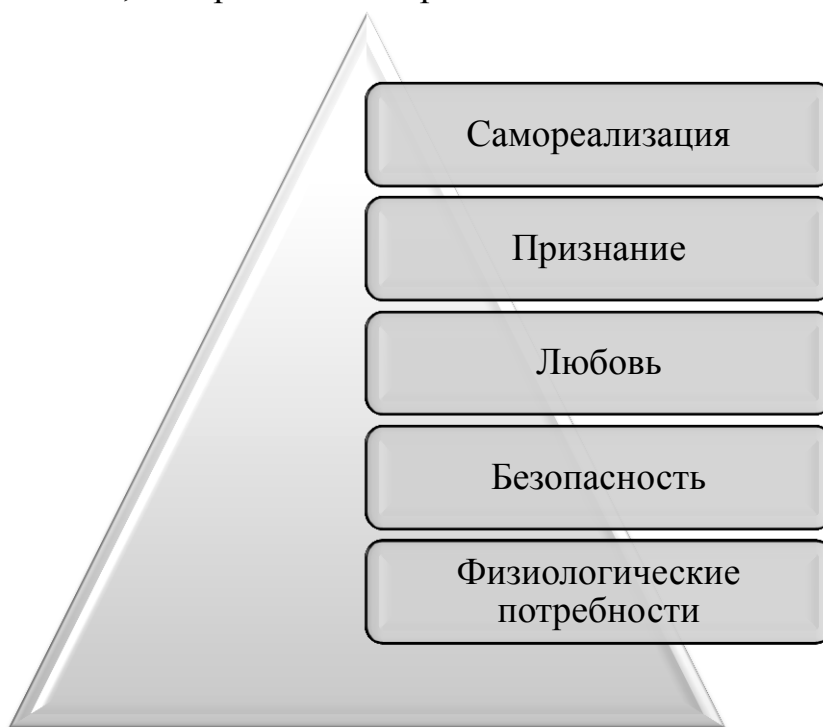 Самореализация
Признание
Любовь
Безопасность
Физиологические
потребности